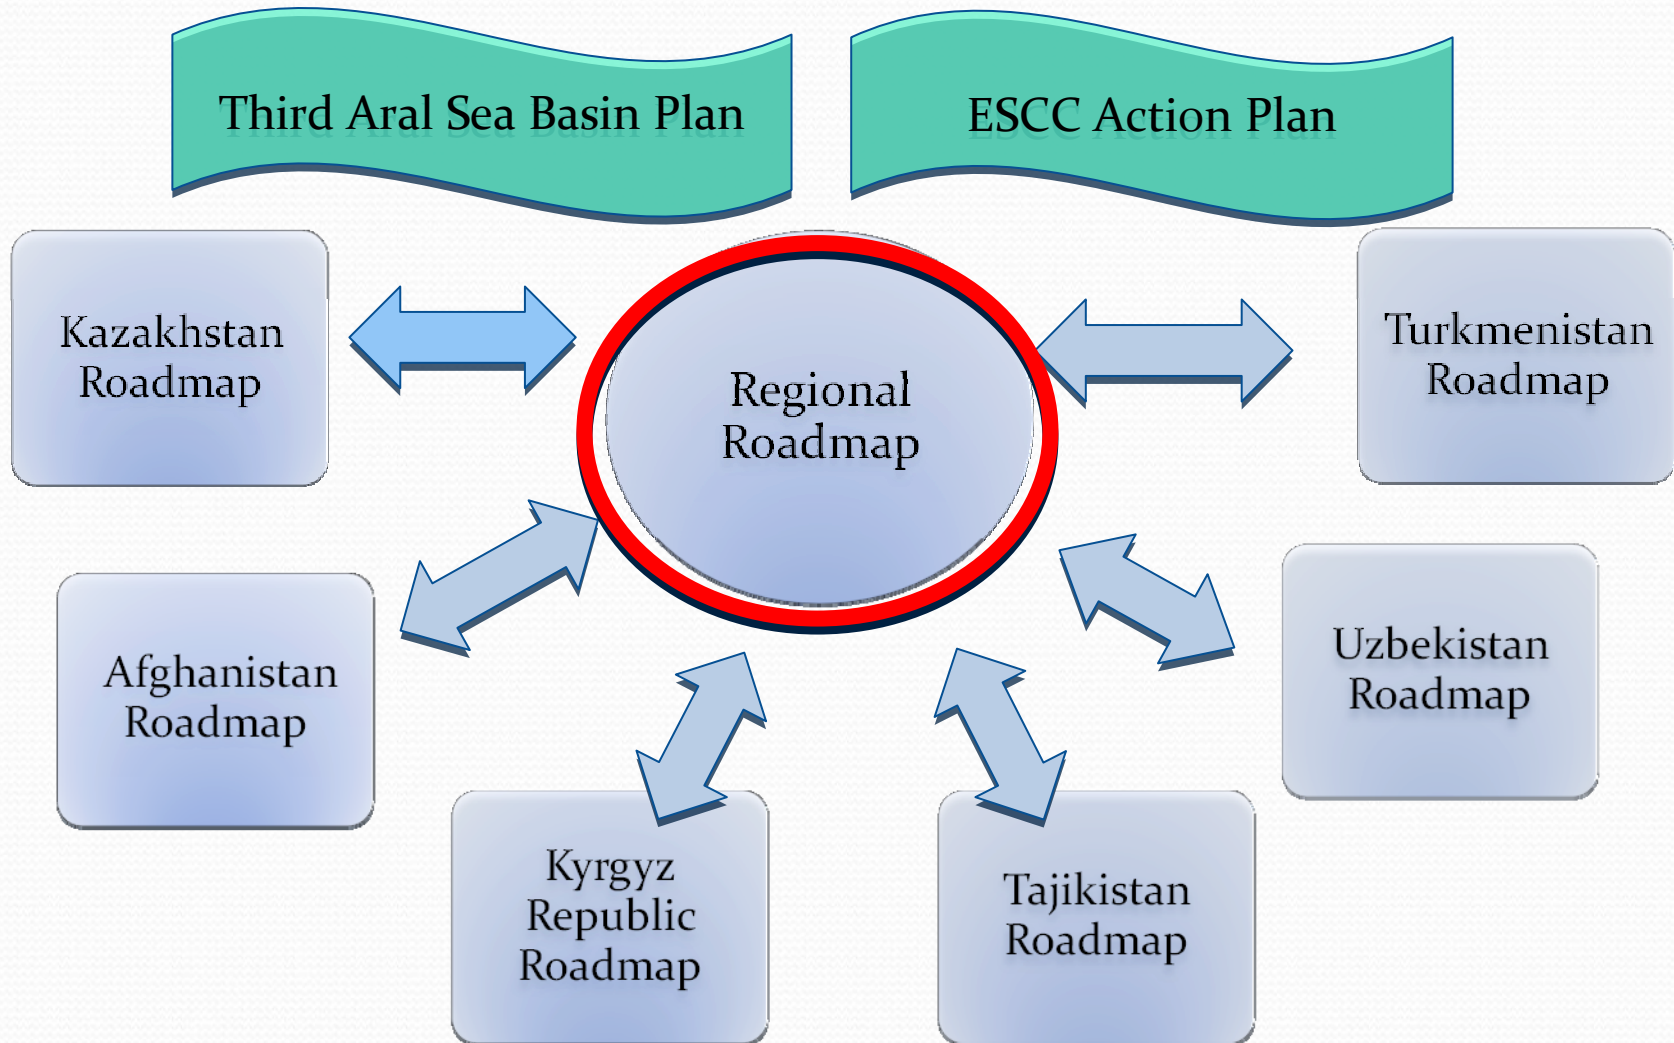 Third Aral Sea Basin Plan
ESCC Action Plan
Kazakhstan
Roadmap
Regional
Roadmap
Turkmenistan
Roadmap
Afghanistan
Roadmap
Uzbekistan
Roadmap
Kyrgyz
Republic
Roadmap
Tajikistan
Roadmap